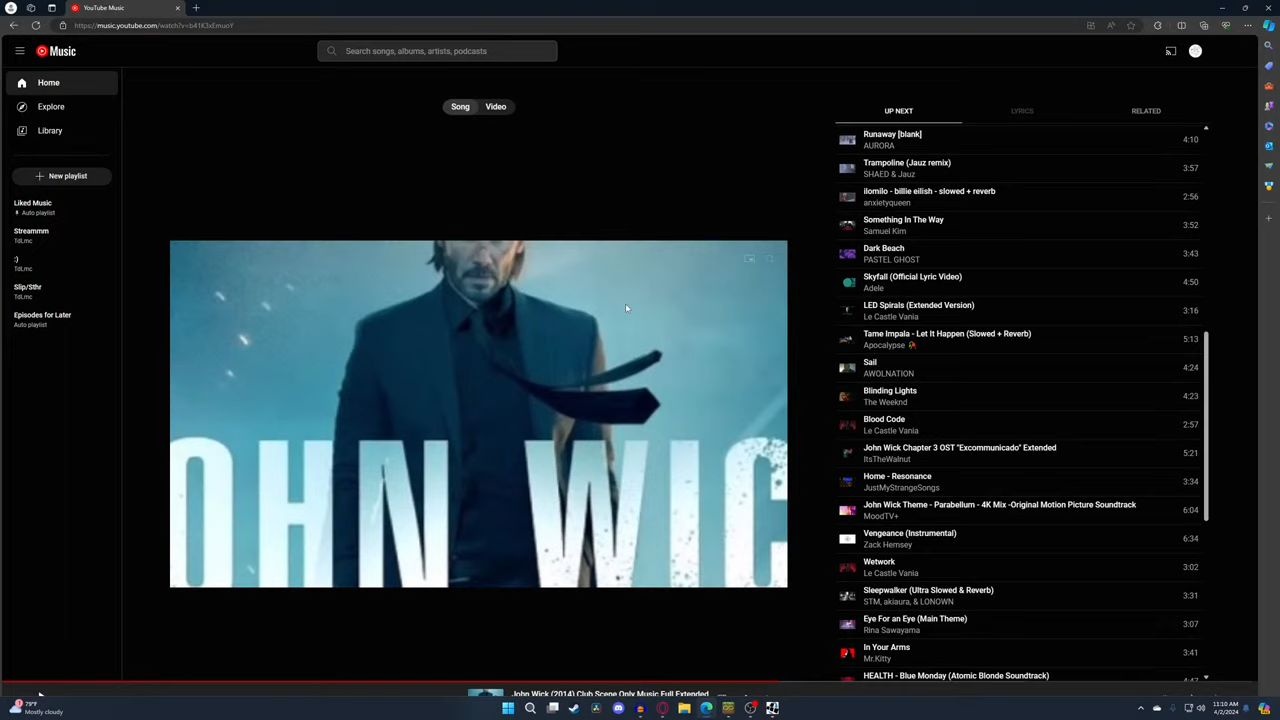 YouTube Music
https://music.youtube.com/watch?v=b41K3xEmuoY
Music
Search songs, albums, artists, podcasts
Home
Explore
Library
New playlist
Liked Music
Auto playlist
Streammm
TdLmc
:)
TdLmc
Slip/Sthr
TdLmc
Episodes for Later
Auto playlist
Song Video
OHN WIC
UP NEXT LYRICS RELATED
Runaway [blank]
AURORA
4:10
Trampoline (Jauz remix)
SHAED & Jauz
3:57
ilomilo - billie eilish - slowed + reverb
anxietyqueen
2:56
Something In The Way
Samuel Kim
3:52
Dark Beach
PASTEL GHOST
3:43
Skyfall (Official Lyric Video)
Adele
4:50
LED Spirals (Extended Version)
Le Castle Vania
3:16
Tame Impala - Let It Happen (Slowed + Reverb)
Apocalypse 🥀
5:13
Sail
AWOLNATION
4:24
Blinding Lights
The Weeknd
4:23
Blood Code
Le Castle Vania
2:57
John Wick Chapter 3 OST "Excommunicado" Extended
ItsTheWalnut
5:21
Home - Resonance
JustMyStrangeSongs
3:34
John Wick Theme - Parabellum - 4K Mix -Original Motion Picture Soundtrack
MoodTV+
6:04
Vengeance (Instrumental)
Zack Hemsey
6:34
Wetwork
Le Castle Vania
3:02
Sleepwalker (Ultra Slowed & Reverb)
STM, akiaura, & LONOWN
3:31
Eye For an Eye (Main Theme)
Rina Sawayama
3:07
In Your Arms
Mr.Kitty
3:41
HEALTH - Blue Monday (Atomic Blonde Soundtrack)
John Wick (2014) Club Scene Only Music Full Extended
79°F
Mostly cloudy
11:10 AM
4/2/2024